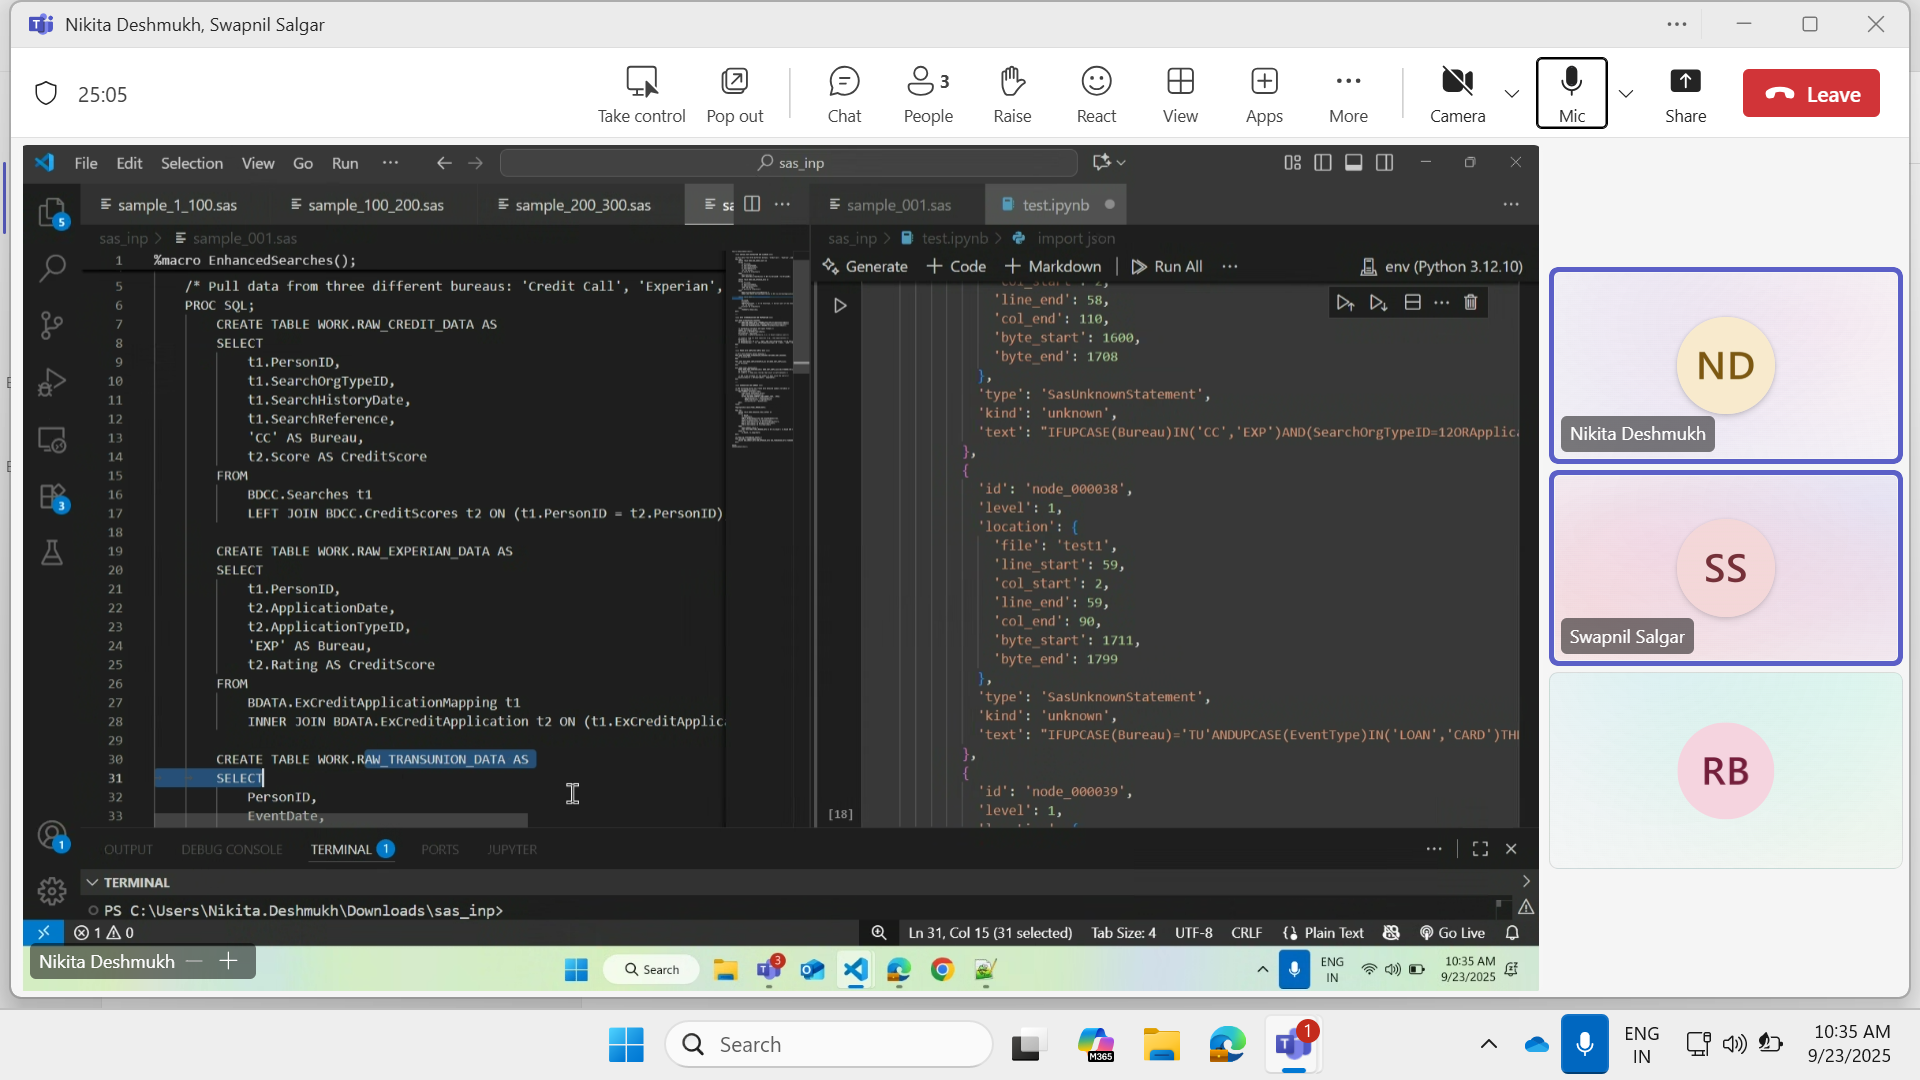 Nikita Deshmukh, Swapnil Salgar
25:05
Take control
Pop out
Chat
3
People
Raise
React
View
Apps
More
Camera
Mic
Share
Leave
File Edit Selection View Go Run
sas_inp
sample_1_100.sas
sample_100_200.sas
sample_200_300.sas
sample_001.sas
test.ipynb
5
sas_inp > sample_001.sas
sas_inp > test.ipynb > import json
Generate + Code + Markdown Run All ... env (Python 3.12.10)
1 %macro EnhancedSearches();
5 /* Pull data from three different bureaus: 'Credit Call', 'Experian',
6 PROC SQL;
7 CREATE TABLE WORK.RAW_CREDIT_DATA AS
8 SELECT
9 t1.PersonID,
10 t1.SearchOrgTypeID,
11 t1.SearchHistoryDate,
12 t1.SearchReference,
13 'CC' AS Bureau,
14 t2.Score AS CreditScore
15 FROM
16 BDCC.Searches t1
17 LEFT JOIN BDCC.CreditScores t2 ON (t1.PersonID = t2.PersonID)
18
19 CREATE TABLE WORK.RAW_EXPERIAN_DATA AS
20 SELECT
21 t1.PersonID,
22 t2.ApplicationDate,
23 t2.ApplicationTypeID,
24 'EXP' AS Bureau,
25 t2.Rating AS CreditScore
26 FROM
27 BDATA.ExCreditApplicationMapping t1
28 INNER JOIN BDATA.ExCreditApplication t2 ON (t1.ExCreditApplic
29
30 CREATE TABLE WORK.RAW_TRANSUNION_DATA AS
31 SELECT
32 PersonID,
33 EventDate,
'line_end': 58,
'col_end': 110,
'byte_start': 1600,
'byte_end': 1708
},
'type': 'SasUnknownStatement',
'kind': 'unknown',
'text': "IFUPCASE(Bureau)IN('CC','EXP')AND(SearchOrgTypeID=12ORApplic
},
{
'id': 'node_000038',
'level': 1,
'location': {
'file': 'test1',
'line_start': 59,
'col_start': 2,
'line_end': 59,
'col_end': 90,
'byte_start': 1711,
'byte_end': 1799
},
'type': 'SasUnknownStatement',
'kind': 'unknown',
'text': "IFUPCASE(Bureau)='TU'ANDUPCASE(EventType)IN('LOAN','CARD')TH
},
{
'id': 'node_000039',
'level': 1,
[18]
3
1
OUTPUT DEBUG CONSOLE TERMINAL 1 PORTS JUPYTER
TERMINAL
PS C:\Users\Nikita.Deshmukh\Downloads\sas_inp>
1 0
Ln 31, Col 15 (31 selected) Tab Size: 4 UTF-8 CRLF {} Plain Text Go Live
Nikita Deshmukh
Search
3
ENG
IN
10:35 AM
9/23/2025
ND
Nikita Deshmukh
SS
Swapnil Salgar
RB
Search
M365
1
ENG
IN
10:35 AM
9/23/2025